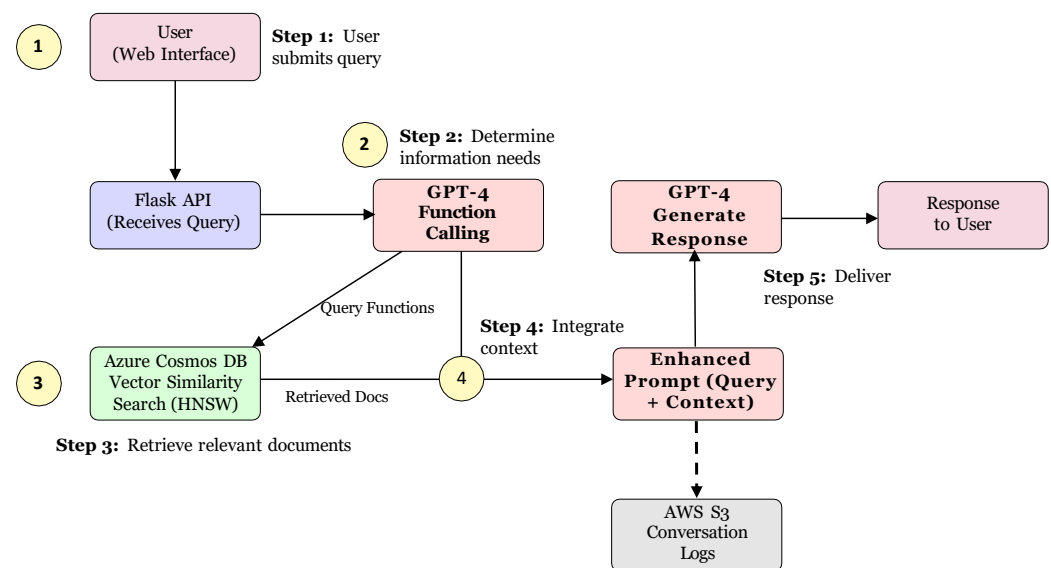 1
User
(Web Interface)
Step 1: User
submits query
2
Step 2: Determine
information needs
Flask API
(Receives Query)
GPT-4
Function
Calling
GPT-4
Generate
Response
Response
to User
Step 5: Deliver
response
Query Functions
Step 4: Integrate
context
3
Azure Cosmos DB
Vector Similarity
Search (HNSW)
Retrieved Docs
4
Enhanced
Prompt (Query
+ Context)
Step 3: Retrieve relevant documents
AWS S3
Conversation
Logs